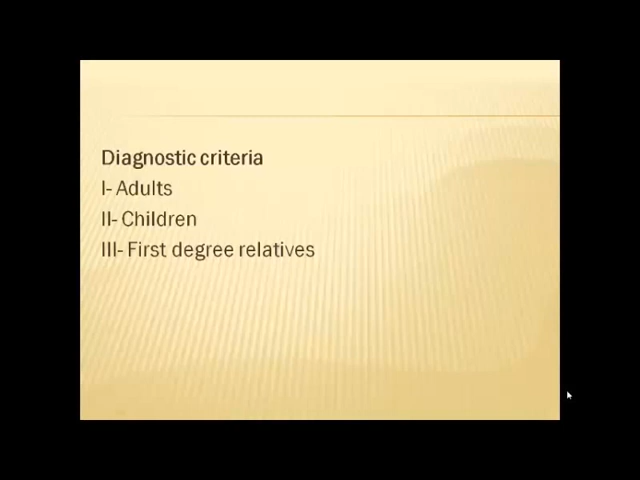 Diagnostic criteria
I- Adults
II- Children
III- First degree relatives